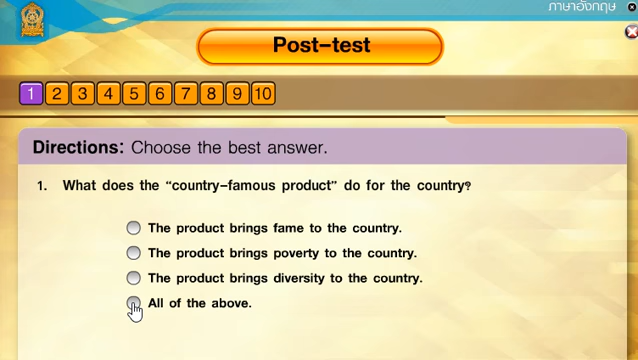 ภาษาอังกฤษ
Post-test
1 2 3 4 5 6 7 8 9 10
Directions: Choose the best answer.
1. What does the “country-famous product” do for the country?
The product brings fame to the country.
The product brings poverty to the country.
The product brings diversity to the country.
All of the above.